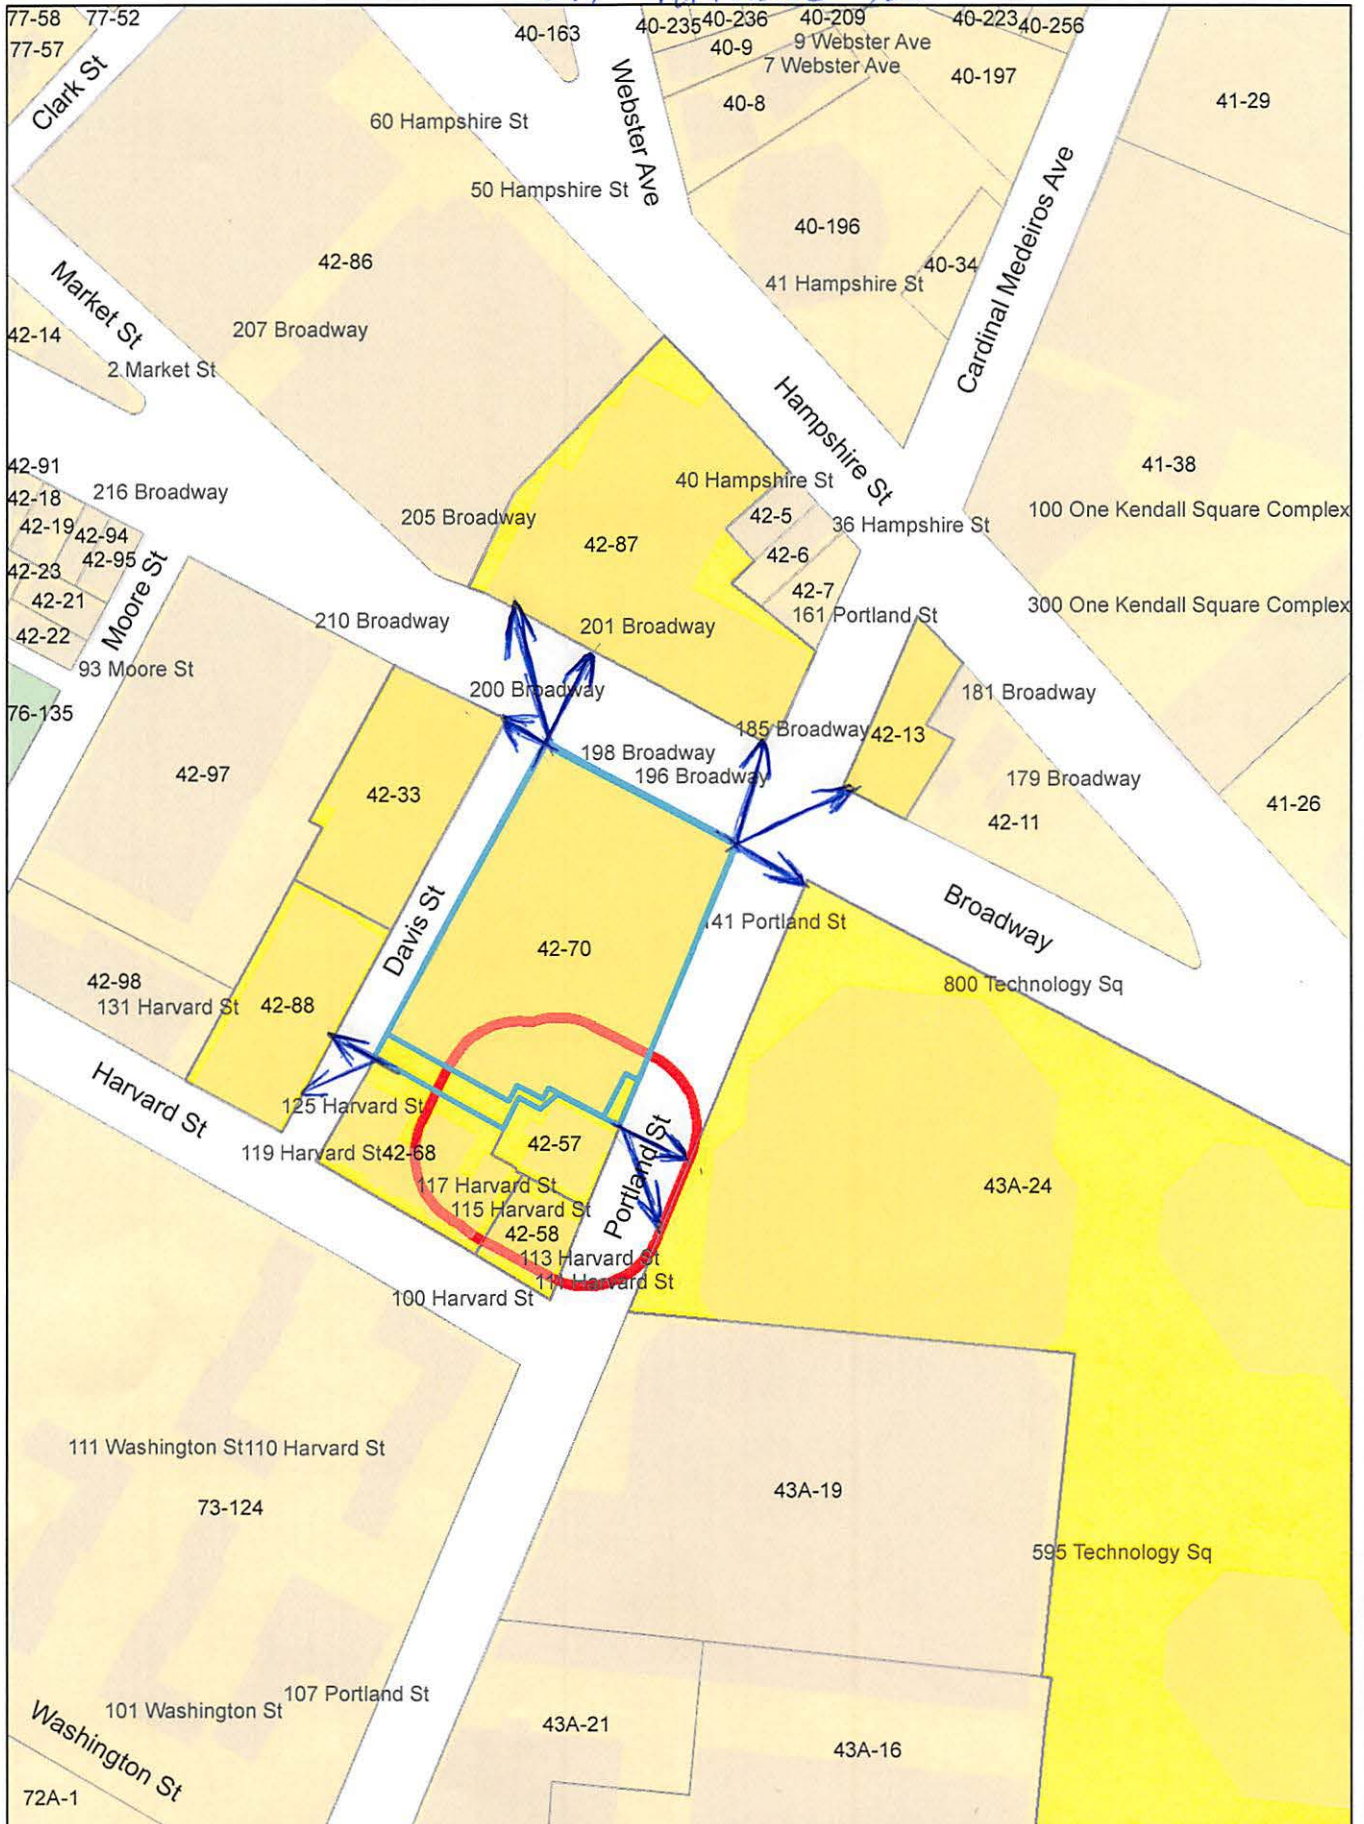 77-58
77-52
77-57
Clark St
40-163
40-235
40-236
40-209
40-223
40-256
40-9
9 Webster Ave
7 Webster Ave
40-197
40-8
41-29
Webster Ave
60 Hampshire St
50 Hampshire St
40-196
40-34
41 Hampshire St
Cardinal Medeiros Ave
42-86
Market St
207 Broadway
42-14
2 Market St
Hampshire St
42-91
216 Broadway
42-18
42-19
42-94
42-95
42-23
42-21
42-22
Moore St
93 Moore St
76-135
40 Hampshire St
42-5
36 Hampshire St
205 Broadway
42-87
42-6
42-7
161 Portland St
41-38
100 One Kendall Square Complex
300 One Kendall Square Complex
210 Broadway
201 Broadway
200 Broadway
181 Broadway
185 Broadway
42-13
198 Broadway
196 Broadway
179 Broadway
42-97
42-33
42-11
41-26
Davis St
141 Portland St
Broadway
42-70
800 Technology Sq
42-98
131 Harvard St
42-88
Harvard St
125 Harvard St
119 Harvard St
42-68
42-57
Portland St
117 Harvard St
115 Harvard St
42-58
113 Harvard St
111 Harvard St
100 Harvard St
43A-24
111 Washington St
110 Harvard St
73-124
43A-19
595 Technology Sq
107 Portland St
101 Washington St
Washington St
43A-21
43A-16
72A-1